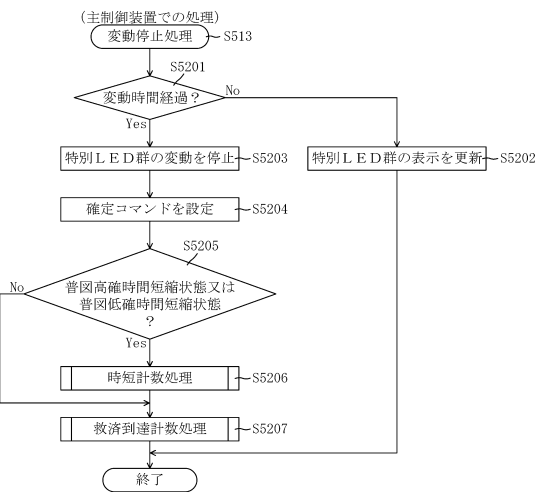 （主制御装置での処理）
変動停止処理
S513
S5201
変動時間経過？
No
Yes
特別ＬＥＤ群の変動を停止
S5203
特別ＬＥＤ群の表示を更新
S5202
確定コマンドを設定
S5204
S5205
No
普図高確時間短縮状態又は
普図低確時間短縮状態
？
Yes
時短計数処理
S5206
救済到達計数処理
S5207
終了